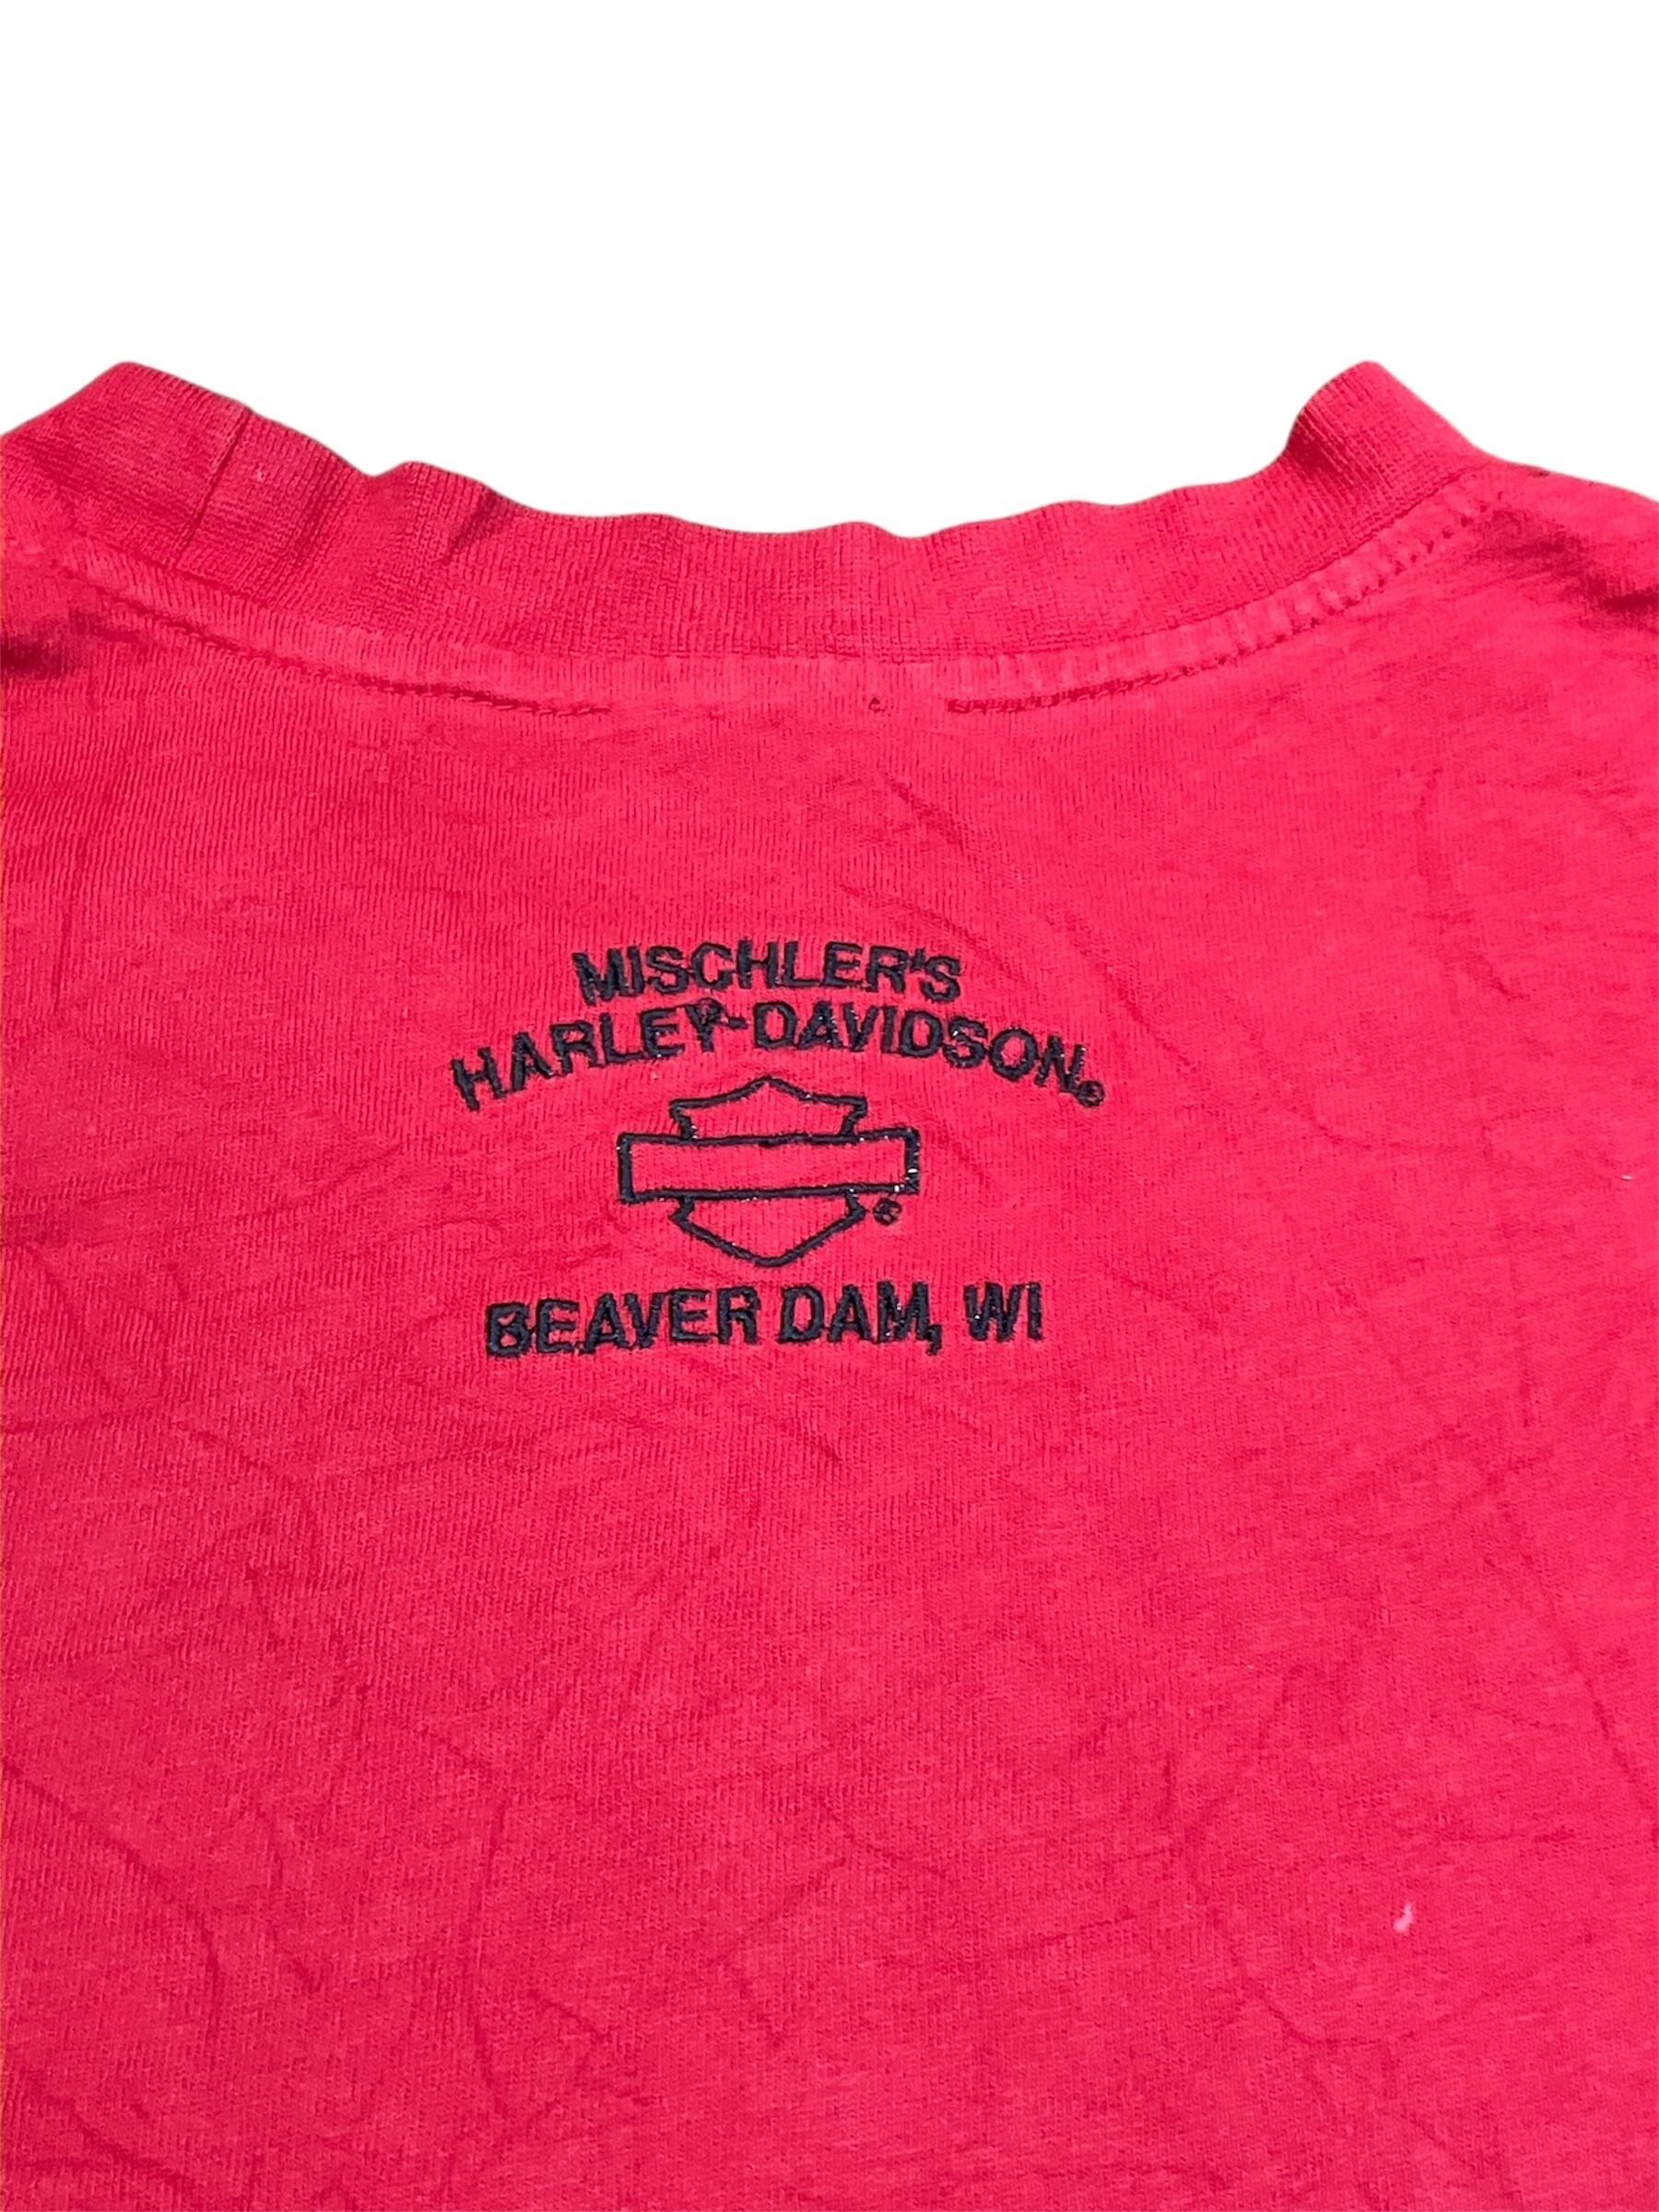 MISCHLER'S
HARLEY®-DAVIDSON®
®
BEAVER DAM, WI